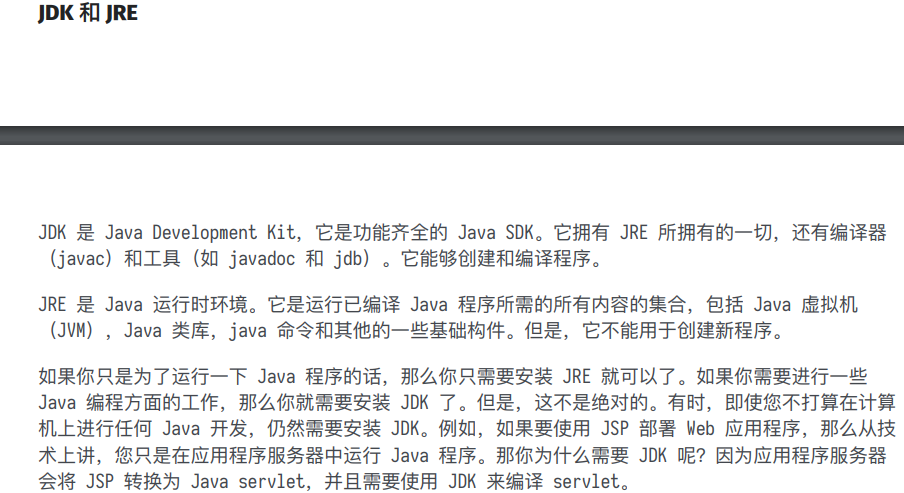 JDK 和 JRE
JDK 是 Java Development Kit，它是功能齐全的 Java SDK。它拥有 JRE 所拥有的一切，还有编译器
（javac）和工具（如 javadoc 和 jdb）。它能够创建和编译程序。
JRE 是 Java 运行时环境。它是运行已编译 Java 程序所需的所有内容的集合，包括 Java 虚拟机
（JVM），Java 类库，java 命令和其他的一些基础构件。但是，它不能用于创建新程序。
如果你只是为了运行一下 Java 程序的话，那么你只需要安装 JRE 就可以了。如果你需要进行一些
Java 编程方面的工作，那么你就需要安装 JDK 了。但是，这不是绝对的。有时，即使您不打算在计算
机上进行任何 Java 开发，仍然需要安装 JDK。例如，如果要使用 JSP 部署 Web 应用程序，那么从技
术上讲，您只是在应用程序服务器中运行 Java 程序。那你为什么需要 JDK 呢？因为应用程序服务器
会将 JSP 转换为 Java servlet，并且需要使用 JDK 来编译 servlet。